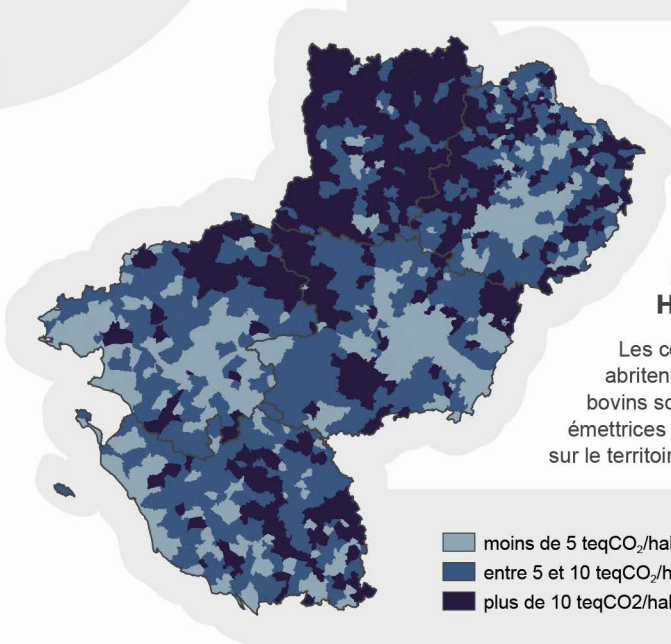 H
Les c
abriten
bovins so
émettrices
sur le territoir
moins de 5 teqCO₂/hal
entre 5 et 10 teqCO₂/h
plus de 10 teqCO2/hal